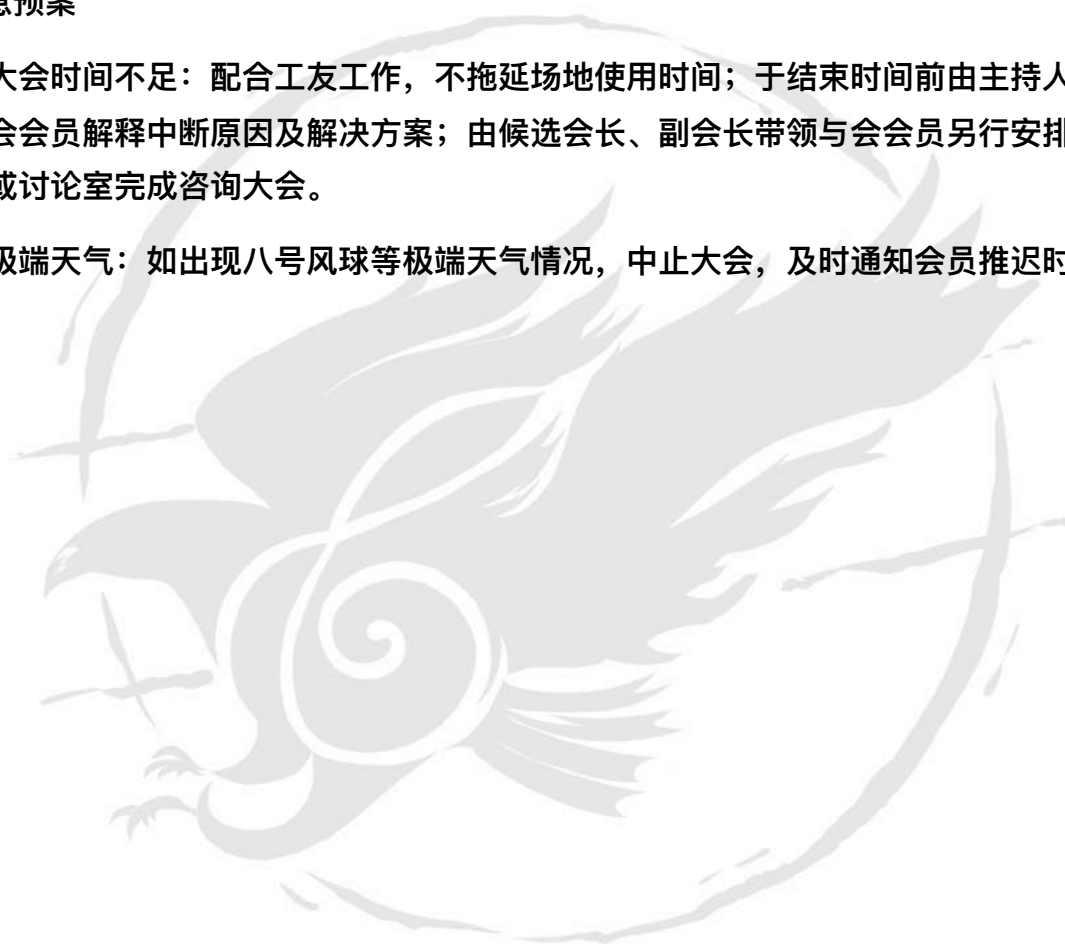 预案
大会时间不足：配合工友工作，不拖延场地使用时间；于结束时间前由主持人
会会员解释中断原因及解决方案；由候选会长、副会长带领与会会员另行安排
或讨论室完成咨询大会。
极端天气：如出现八号风球等极端天气情况，中止大会，及时通知会员推迟时